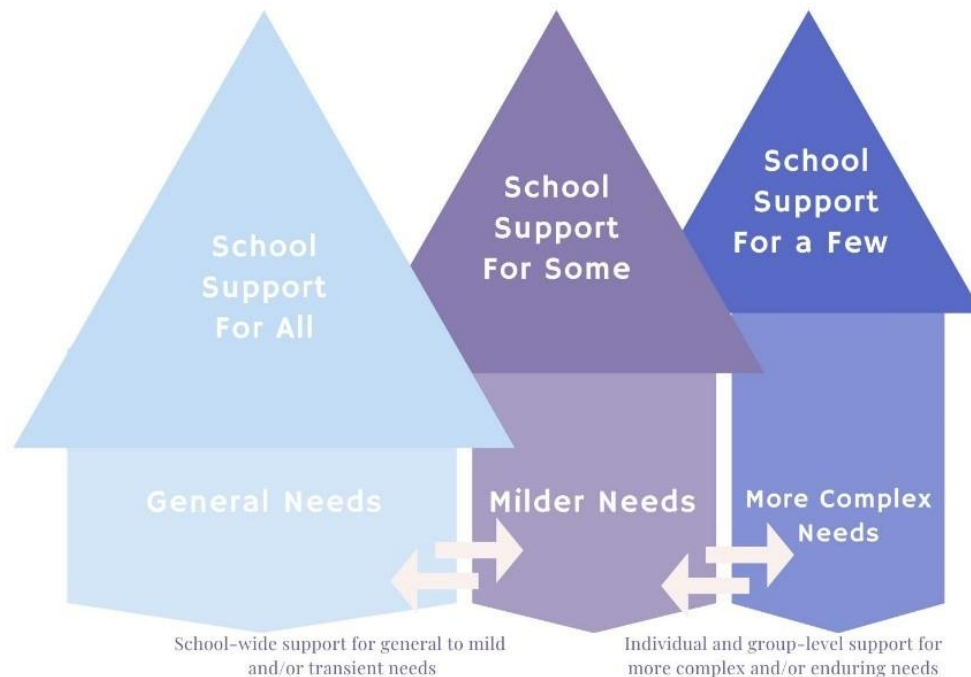 School
Support
For All
School
Support
For Some
School
Support
For a Few
General Needs
Milder Needs
More Complex
Needs
School-wide support for general to mild
and/or transient needs
Individual and group-level support for
more complex and/or enduring needs